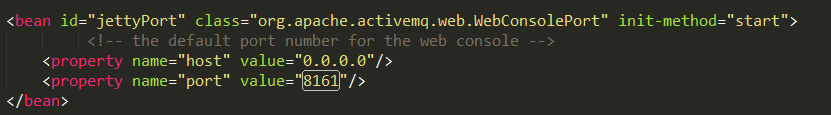 <bean id="jettyPort" class="org.apache.activemq.web.WebConsolePort" init-method="start">
<!-- the default port number for the web console -->
<property name="host" value="0.0.0.0"/>
<property name="port" value="8161"/>
</bean>